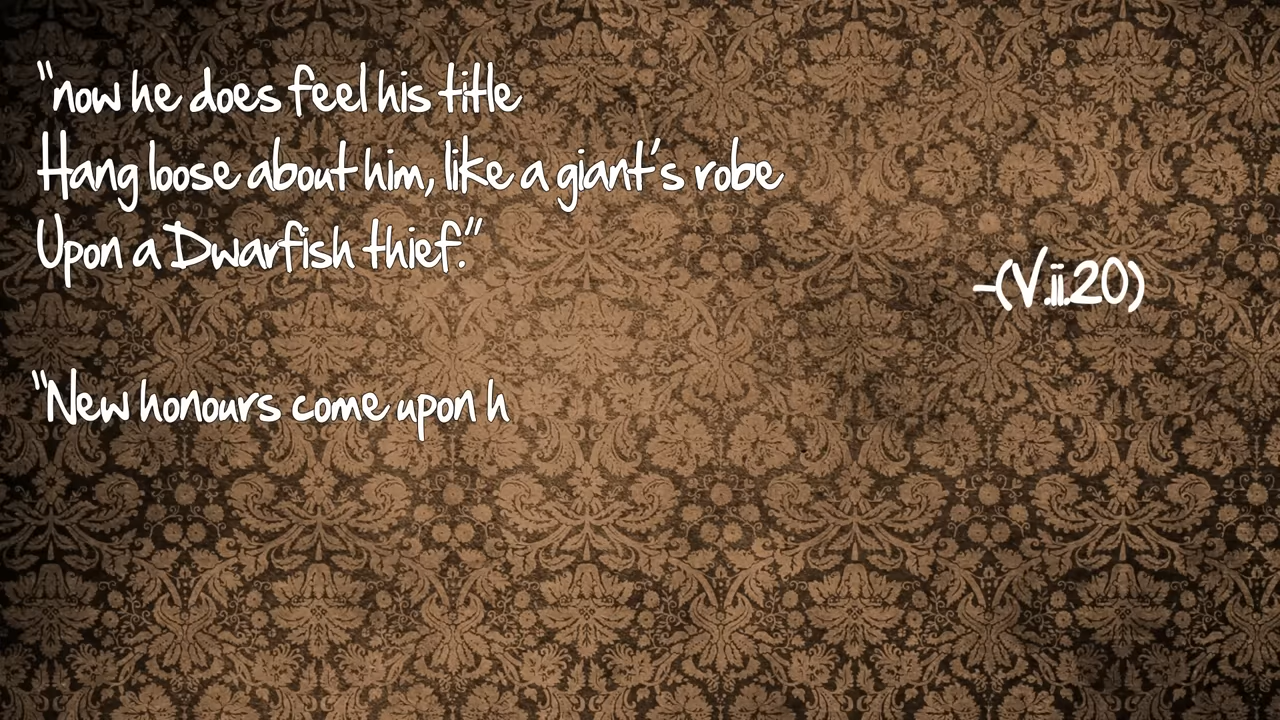 "now he does feel his title
Hang loose about him, like a giant's robe
Upon a Dwarfish thief."
-(V.ii.20)
"New honours come upon h